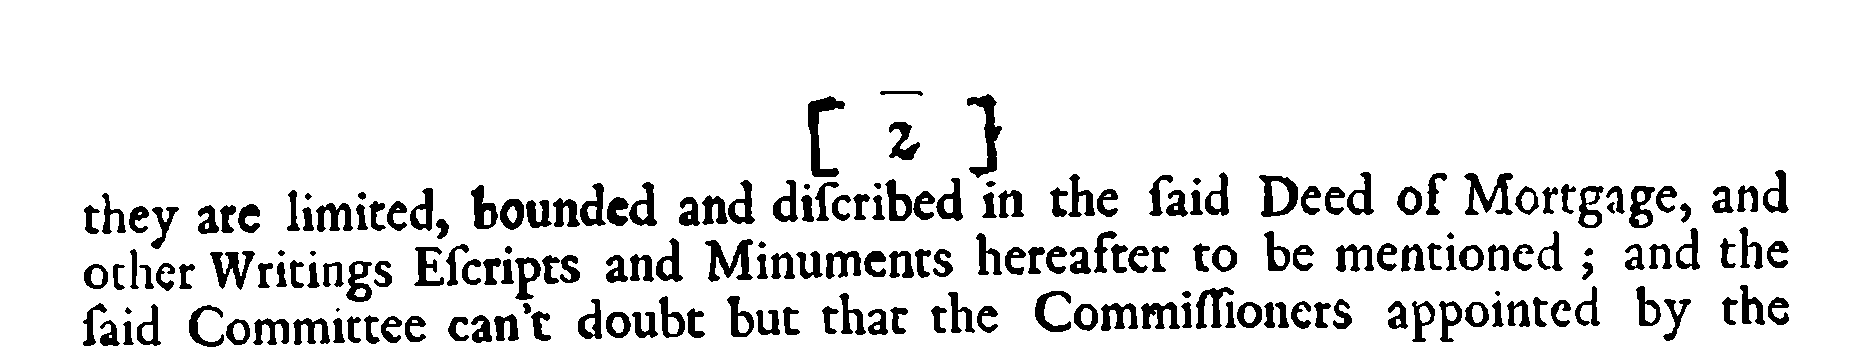 [ 2 ]
they are limited, bounded and diſcribed in the ſaid Deed of Mortgage, and
other Writings Eſcripts and Minuments hereafter to be mentioned ; and the
ſaid Committee can't doubt but that the Commiſſioners appointed by the